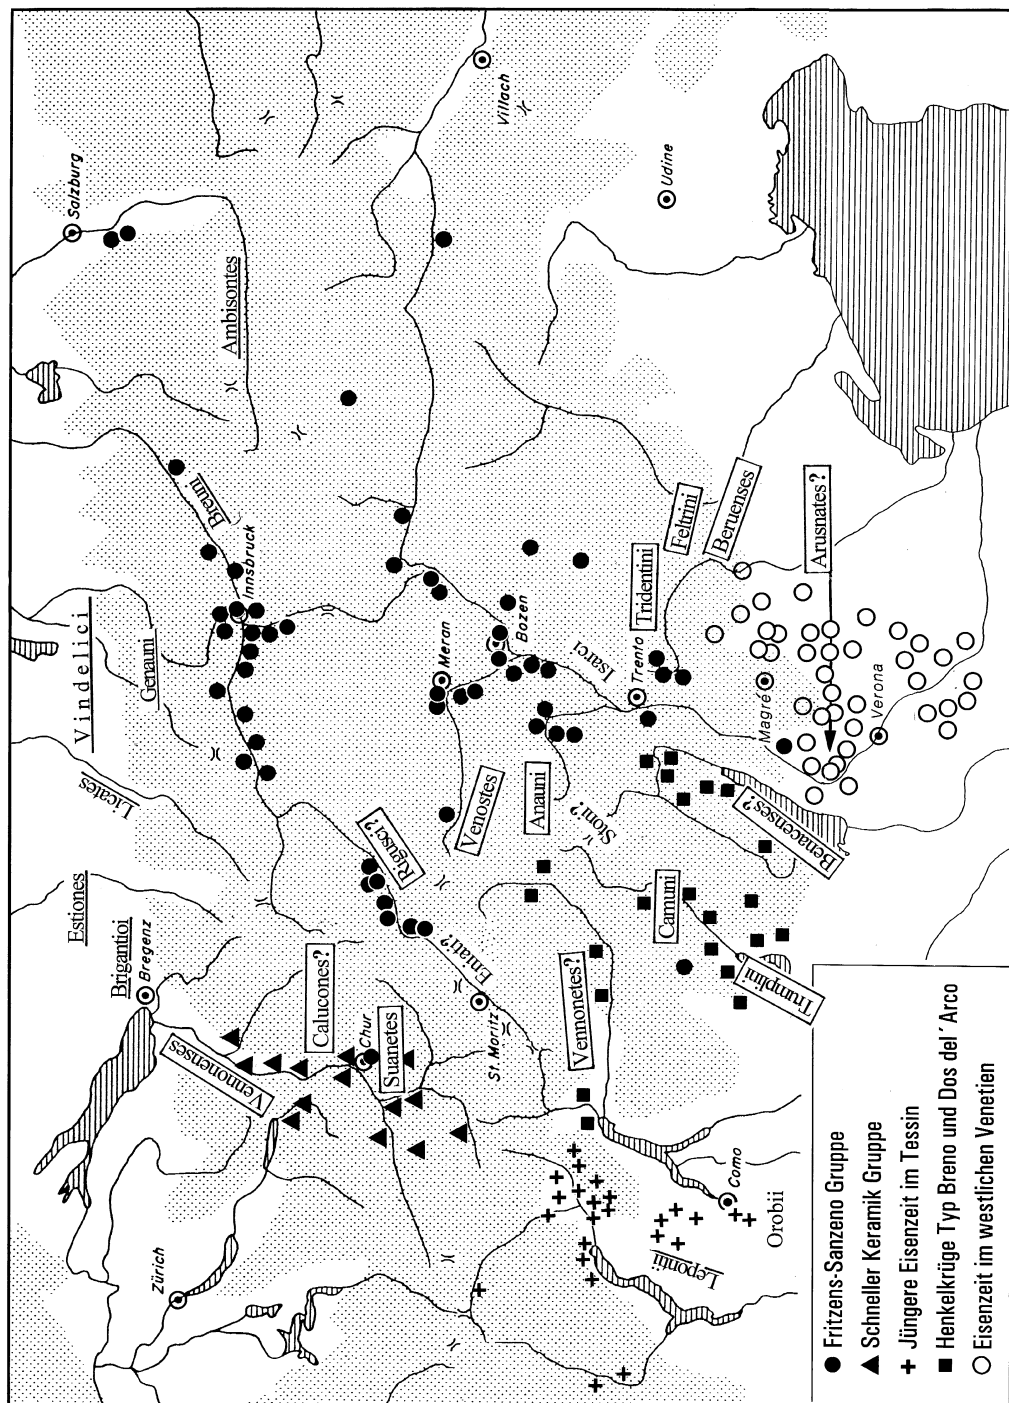 Zürich
Bregenz
Brigantioi
Estiones
Licates
Vindelici
Genauni
Innsbruck
Breuni
Ambisontes
Salzburg
Villach
Udine
Vennonenses
Calucones?
Chur
Suanetes
St. Moritz
Eniati?
Rigusci?
Venostes
Meran
Bozen
Isarci
Anauni
Stoni?
Trento
Tridentini
Feltrini
Beruenses
Arusnates?
Magré
Verona
Benacenses?
Camuni
Trumplini
Vennonetes?
Lepontii
Como
Orobii
Fritzens-Sanzeno Gruppe
Schneller Keramik Gruppe
Jüngere Eisenzeit im Tessin
Henkelkrüge Typ Breno und Dos del´Arco
Eisenzeit im westlichen Venetien